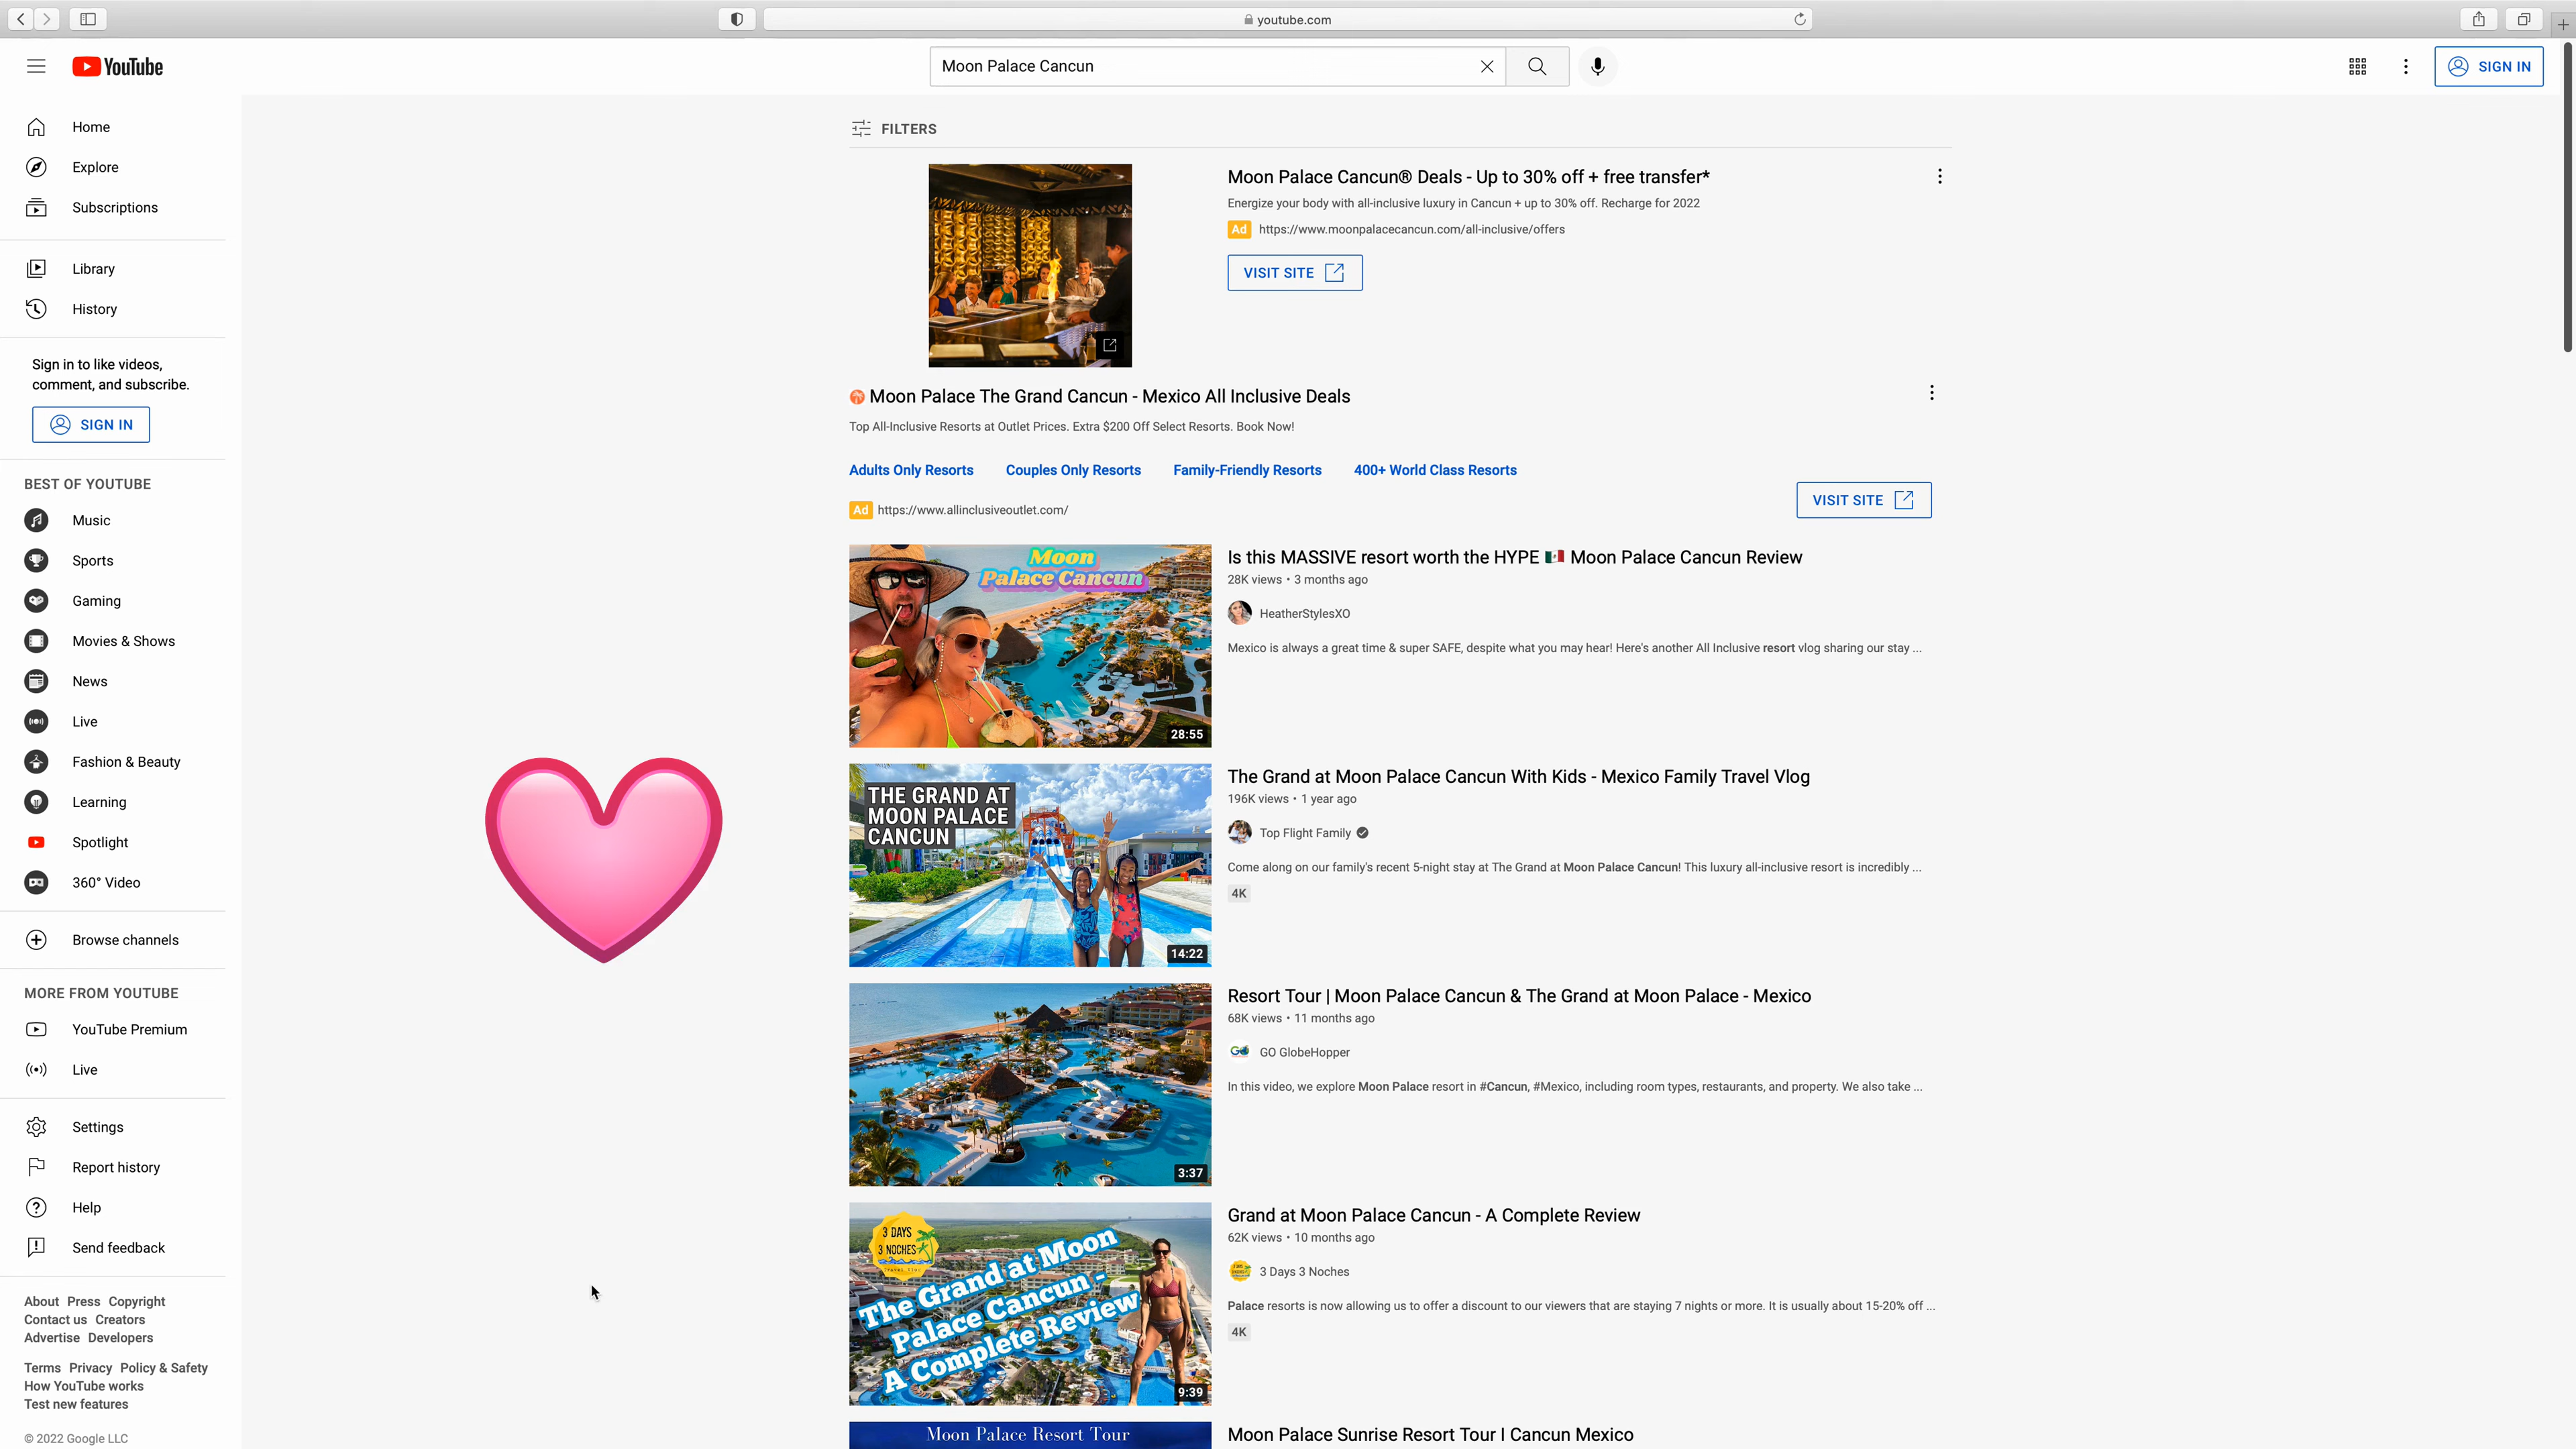 youtube.com
YouTube
Moon Palace Cancun
SIGN IN
Home
Explore
Subscriptions
Library
History
Sign in to like videos,
comment, and subscribe.
SIGN IN
BEST OF YOUTUBE
Music
Sports
Gaming
Movies & Shows
News
Live
Fashion & Beauty
Learning
Spotlight
360° Video
Browse channels
MORE FROM YOUTUBE
YouTube Premium
Live
Settings
Report history
Help
Send feedback
About Press Copyright
Contact us Creators
Advertise Developers
Terms Privacy Policy & Safety
How YouTube works
Test new features
© 2022 Google LLC
FILTERS
Moon Palace Cancun® Deals - Up to 30% off + free transfer*
Energize your body with all-inclusive luxury in Cancun + up to 30% off. Recharge for 2022
Ad https://www.moonpalacecancun.com/all-inclusive/offers
VISIT SITE
Moon Palace The Grand Cancun - Mexico All Inclusive Deals
Top All-Inclusive Resorts at Outlet Prices. Extra $200 Off Select Resorts. Book Now!
Adults Only Resorts Couples Only Resorts Family-Friendly Resorts 400+ World Class Resorts
Ad https://www.allinclusiveoutlet.com/
VISIT SITE
Moon
Palace Cancun
28:55
Is this MASSIVE resort worth the HYPE 🇲🇽 Moon Palace Cancun Review
28K views • 3 months ago
HeatherStylesXO
Mexico is always a great time & super SAFE, despite what you may hear! Here's another All Inclusive resort vlog sharing our stay ...
THE GRAND AT
MOON PALACE
CANCUN
14:22
The Grand at Moon Palace Cancun With Kids - Mexico Family Travel Vlog
196K views • 1 year ago
Top Flight Family
Come along on our family's recent 5-night stay at The Grand at Moon Palace Cancun! This luxury all-inclusive resort is incredibly ...
4K
3:37
Resort Tour | Moon Palace Cancun & The Grand at Moon Palace - Mexico
68K views • 11 months ago
GO GlobeHopper
In this video, we explore Moon Palace resort in #Cancun, #Mexico, including room types, restaurants, and property. We also take ...
3 DAYS
3 NOCHES
The Grand at Moon
Palace Cancun -
A Complete Review
9:39
Grand at Moon Palace Cancun - A Complete Review
62K views • 10 months ago
3 Days 3 Noches
Palace resorts is now allowing us to offer a discount to our viewers that are staying 7 nights or more. It is usually about 15-20% off ...
4K
Moon Palace Resort Tour
Moon Palace Sunrise Resort Tour I Cancun Mexico